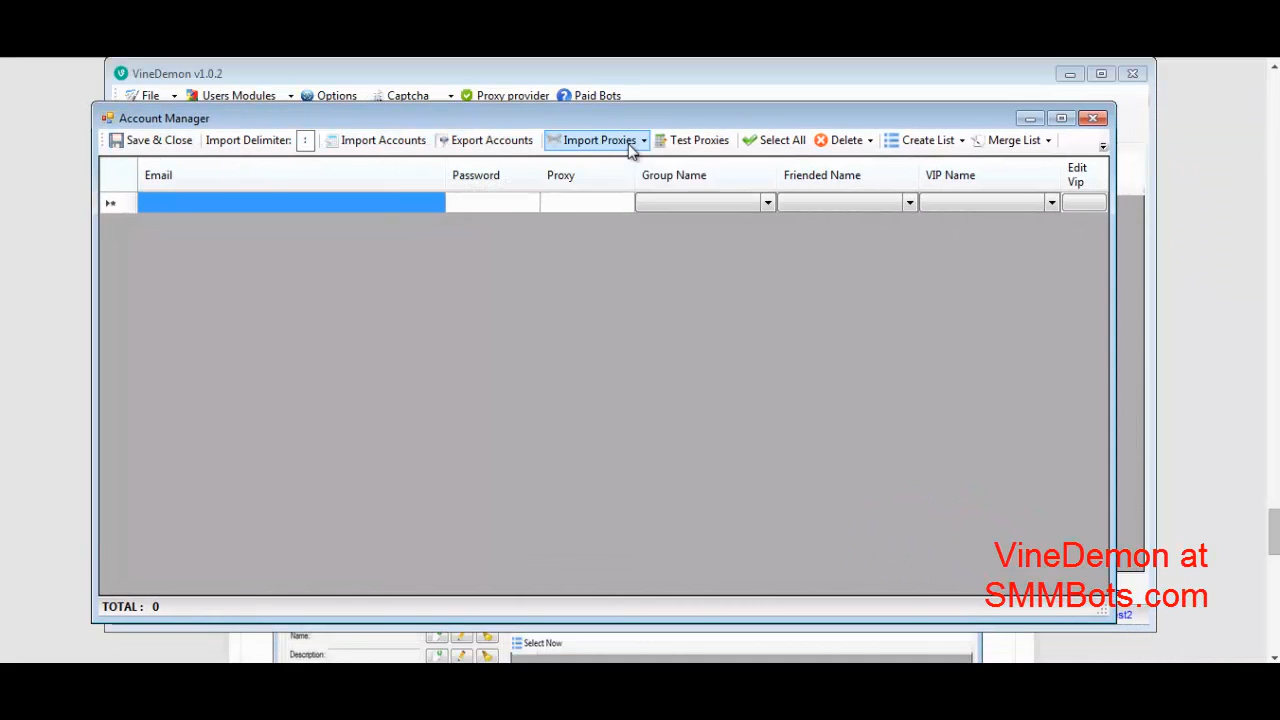 VineDemon v1.0.2
File Users Modules Options Captcha Proxy provider Paid Bots
Account Manager
Save & Close Import Delimiter: : Import Accounts Export Accounts Import Proxies Test Proxies Select All Delete Create List Merge List
Email Password Proxy Group Name Friended Name VIP Name Edit Vip
VineDemon at
SMMBots.com
TOTAL: 0
est2
Name:
Select Now
Description: